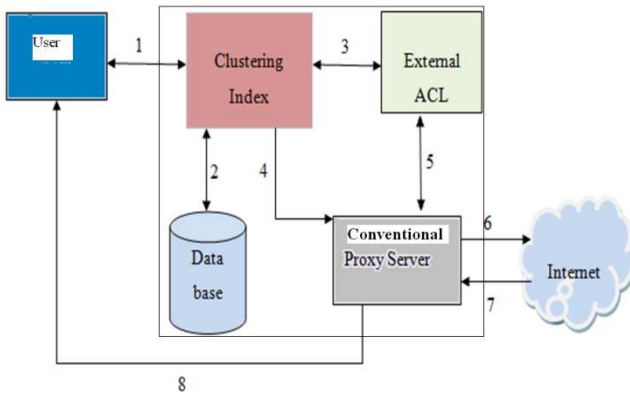 User
1
Clustering
Index
3
External
ACL
2
4
5
Data
base
Conventional
Proxy Server
6
7
Internet
8